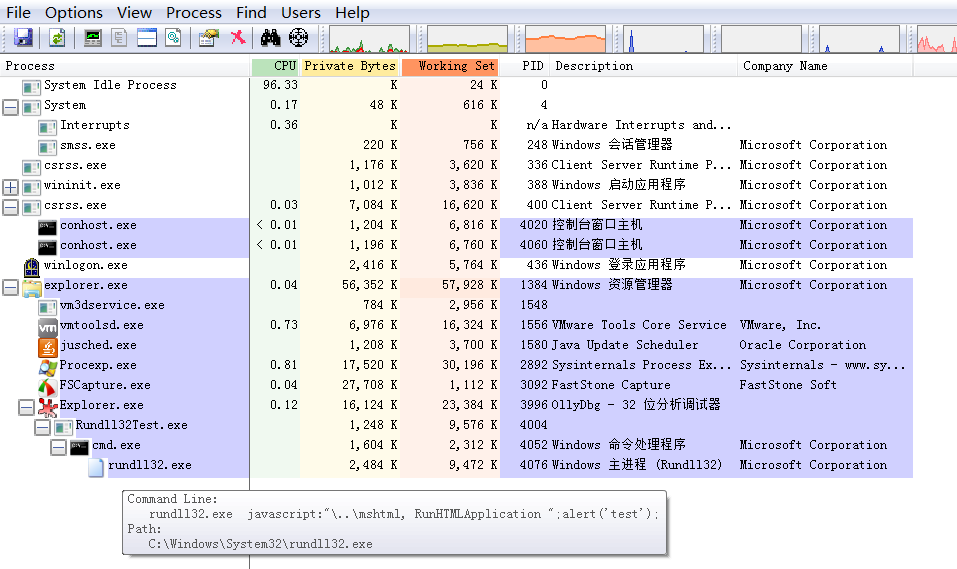 File Options View Process Find Users Help
Process CPU Private Bytes Working Set PID Description Company Name
System Idle Process 96.33 K 24 K 0
System 0.17 48 K 616 K 4
Interrupts 0.36 K K n/a Hardware Interrupts and...
smss.exe 220 K 756 K 248 Windows 会话管理器 Microsoft Corporation
csrss.exe 1,176 K 3,620 K 336 Client Server Runtime P... Microsoft Corporation
wininit.exe 1,012 K 3,836 K 388 Windows 启动应用程序 Microsoft Corporation
csrss.exe 0.03 7,084 K 16,620 K 400 Client Server Runtime P... Microsoft Corporation
conhost.exe < 0.01 1,204 K 6,816 K 4020 控制台窗口主机 Microsoft Corporation
conhost.exe < 0.01 1,196 K 6,760 K 4060 控制台窗口主机 Microsoft Corporation
winlogon.exe 2,416 K 5,764 K 436 Windows 登录应用程序 Microsoft Corporation
explorer.exe 0.04 56,352 K 57,928 K 1384 Windows 资源管理器 Microsoft Corporation
vm3dservice.exe 784 K 2,956 K 1548
vmtoolsd.exe 0.73 6,976 K 16,324 K 1556 VMware Tools Core Service VMware, Inc.
jusched.exe 1,208 K 3,700 K 1580 Java Update Scheduler Oracle Corporation
Procexp.exe 0.81 17,520 K 30,196 K 2892 Sysinternals Process Ex... Sysinternals - www.sy...
FSCapture.exe 0.04 27,708 K 1,112 K 3092 FastStone Capture FastStone Soft
Explorer.exe 0.12 16,124 K 23,384 K 3996 OllyDbg - 32 位分析调试器
Rundll32Test.exe 1,248 K 9,576 K 4004
cmd.exe 1,604 K 2,312 K 4052 Windows 命令处理程序 Microsoft Corporation
rundll32.exe 2,484 K 9,472 K 4076 Windows 主进程 (Rundll32) Microsoft Corporation
Command Line:
rundll32.exe javascript:"\..\mshtml, RunHTMLApplication ";alert('test');
Path:
C:\Windows\System32\rundll32.exe